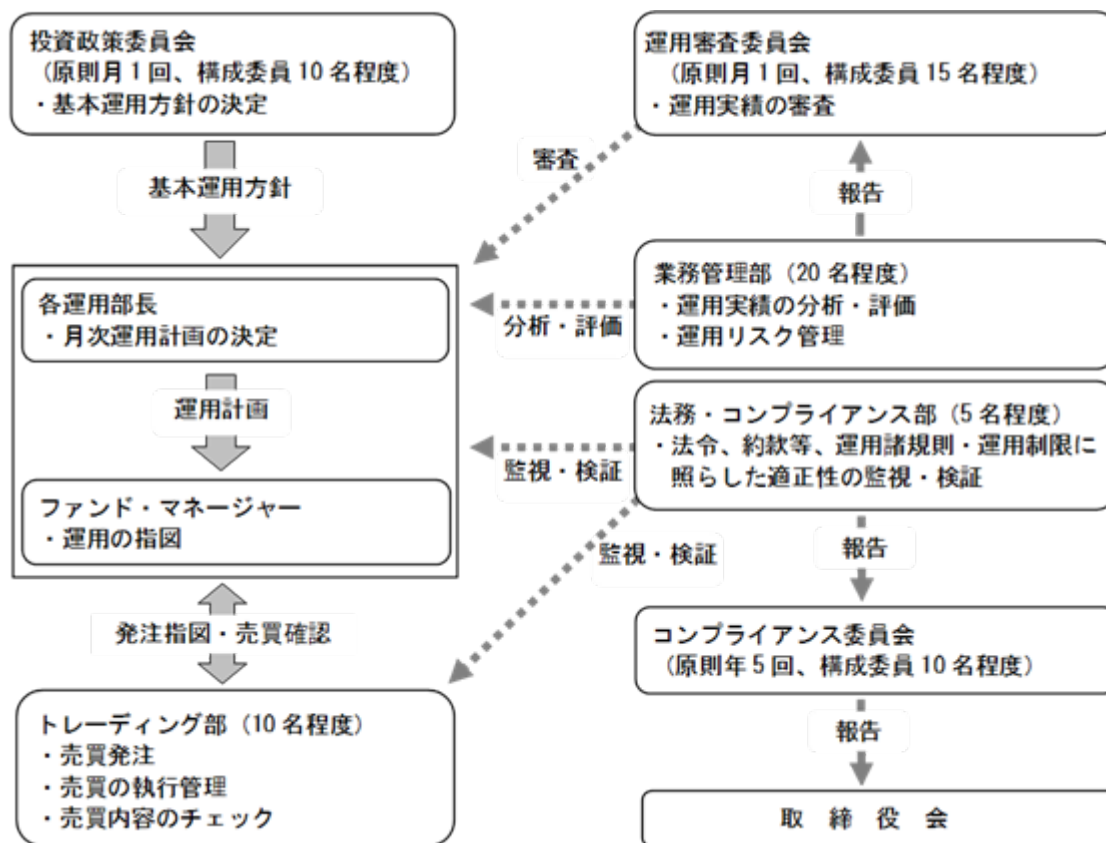 投資政策委員会
（原則月1回、構成委員10名程度）
・基本運用方針の決定
基本運用方針
各運用部長
・月次運用計画の決定
運用計画
ファンド・マネージャー
・運用の指図
発注指図・売買確認
トレーディング部（10名程度）
・売買発注
・売買の執行管理
・売買内容のチェック
運用審査委員会
（原則月1回、構成委員15名程度）
・運用実績の審査
審査
報告
業務管理部（20名程度）
・運用実績の分析・評価
・運用リスク管理
分析・評価
法務・コンプライアンス部（5名程度）
・法令、約款等、運用諸規則・運用制限に
照らした適正性の監視・検証
監視・検証
監視・検証
報告
コンプライアンス委員会
（原則年5回、構成委員10名程度）
報告
取締役会